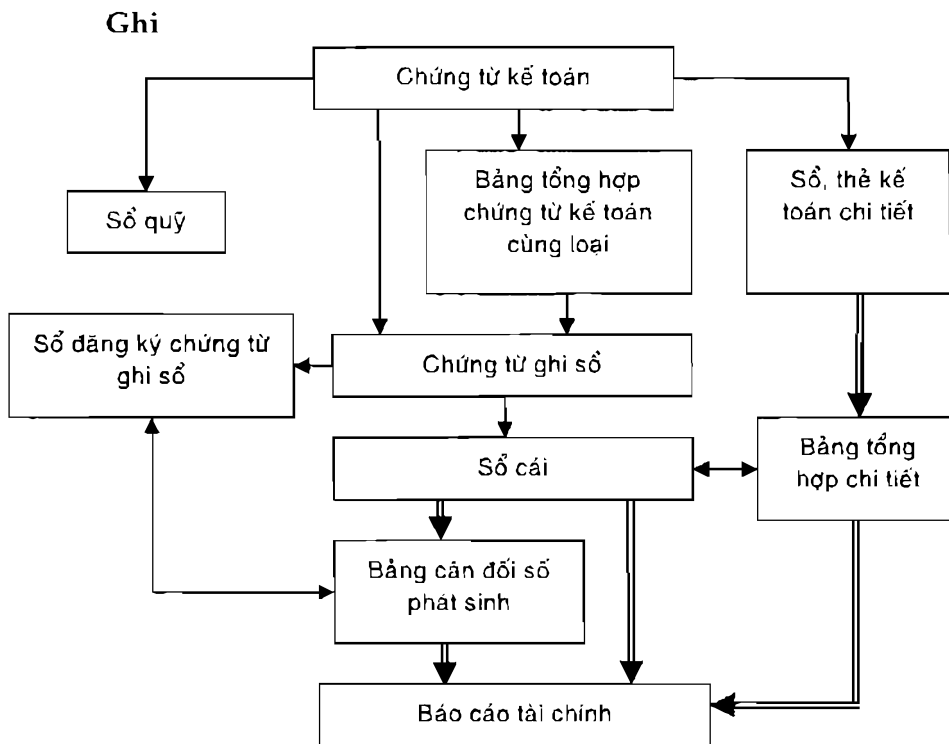 Ghi
Chứng từ kế toán
Sổ quỹ
Bảng tổng hợp
chứng từ kế toán
cùng loại
Sổ, thẻ kế
toán chi tiết
Sổ đăng ký chứng từ
ghi sổ
Chứng từ ghi sổ
Sổ cái
Bảng tổng
hợp chi tiết
Bảng cân đối số
phát sinh
Báo cáo tài chính